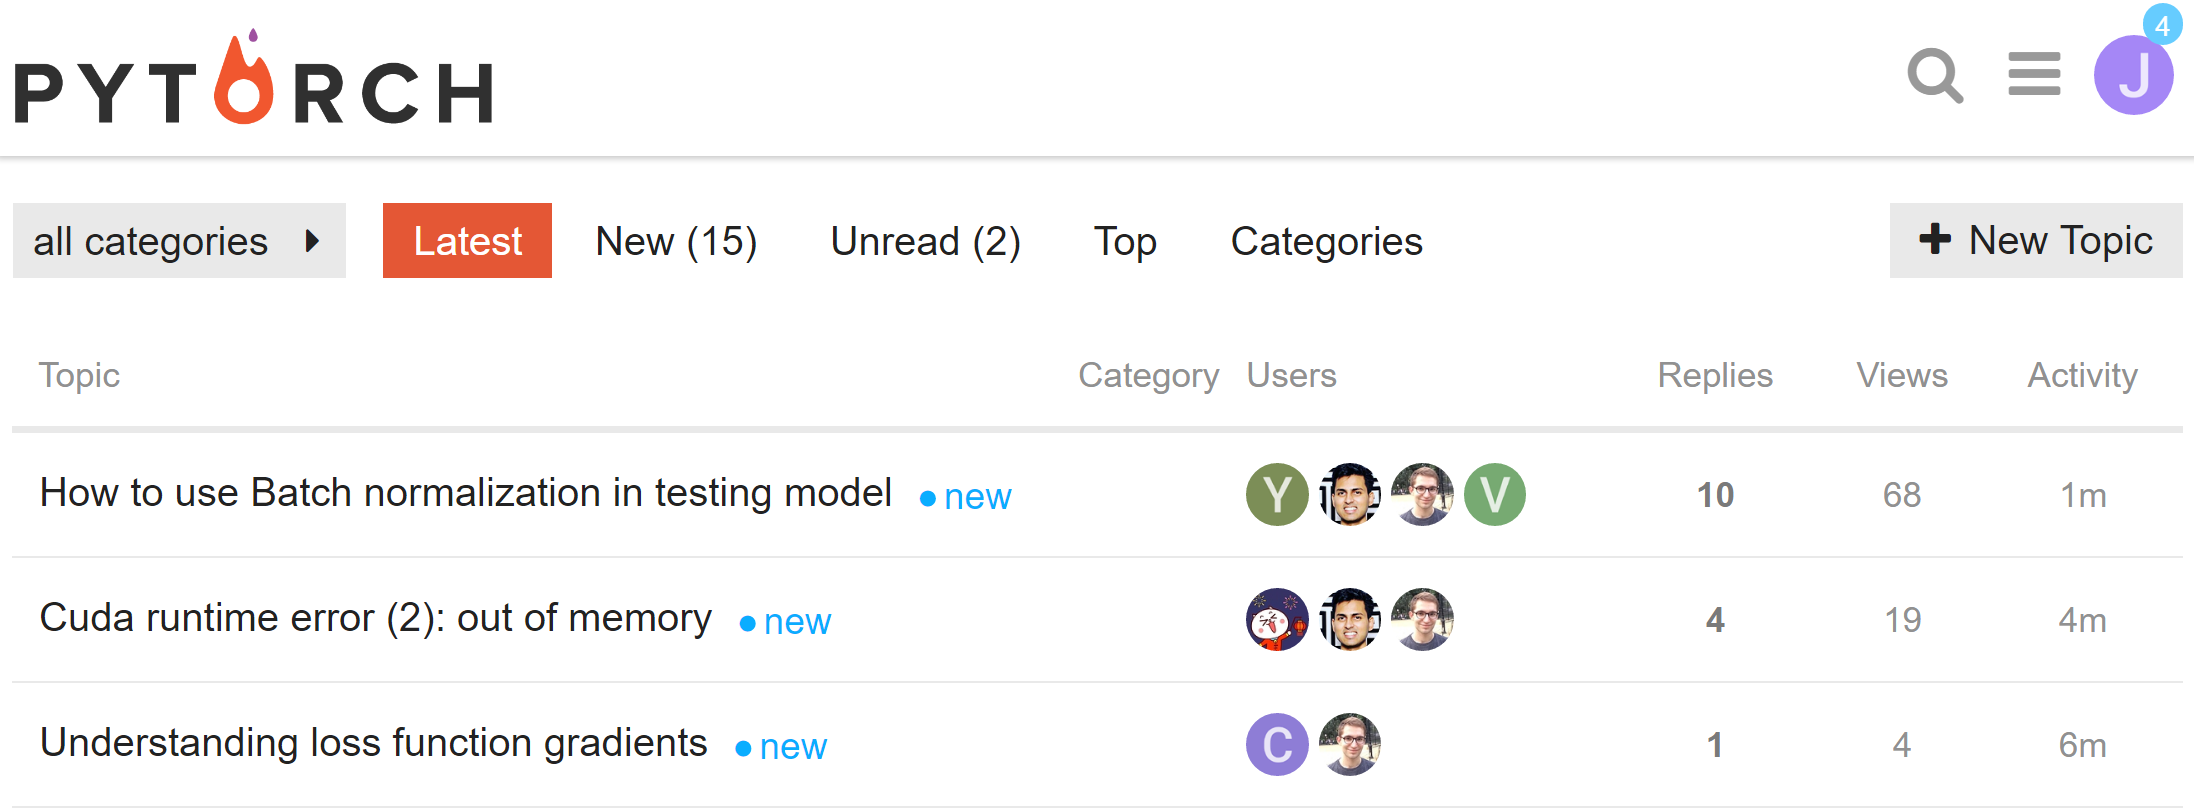 PYTORCH
4
J
all categories Latest New (15) Unread (2) Top Categories + New Topic
Topic Category Users Replies Views Activity
How to use Batch normalization in testing model • new Y V 10 68 1m
Cuda runtime error (2): out of memory • new 4 19 4m
Understanding loss function gradients • new C 1 4 6m